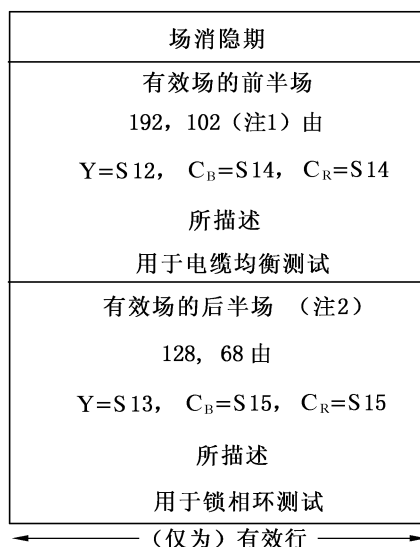 场消隐期
有效场的前半场
192，102（注1）由
Y=S12， C_B=S14， C_R=S14
所描述
用于电缆均衡测试
有效场的后半场 （注2）
128，68 由
Y=S13， C_B=S15， C_R=S15
所描述
用于锁相环测试
（仅为）有效行